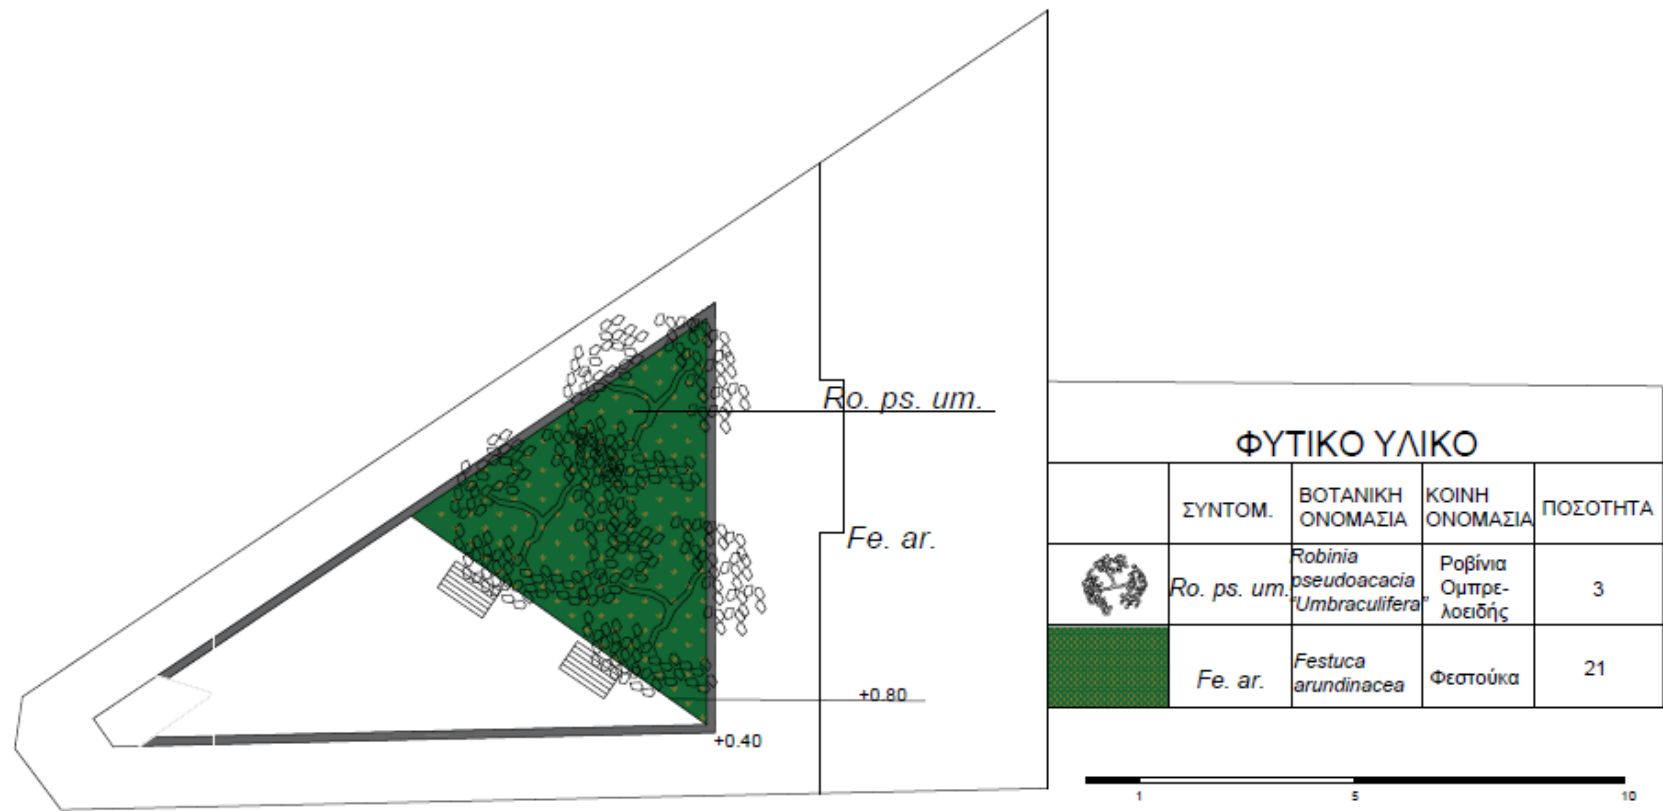 Ro. ps. um.
Fe. ar.
+0.80
+0.40
ΦΥΤΙΚΟ ΥΛΙΚΟ
ΣΥΝΤΟΜ.
ΒΟΤΑΝΙΚΗ
ΟΝΟΜΑΣΙΑ
ΚΟΙΝΗ
ΟΝΟΜΑΣΙΑ
ΠΟΣΟΤΗΤΑ
Ro. ps. um.
Robinia
pseudoacacia
"Umbraculifera"
Ροβίνια
Ομπρε-
λοειδής
3
Fe. ar.
Festuca
arundinacea
Φεστούκα
21
1 5 10